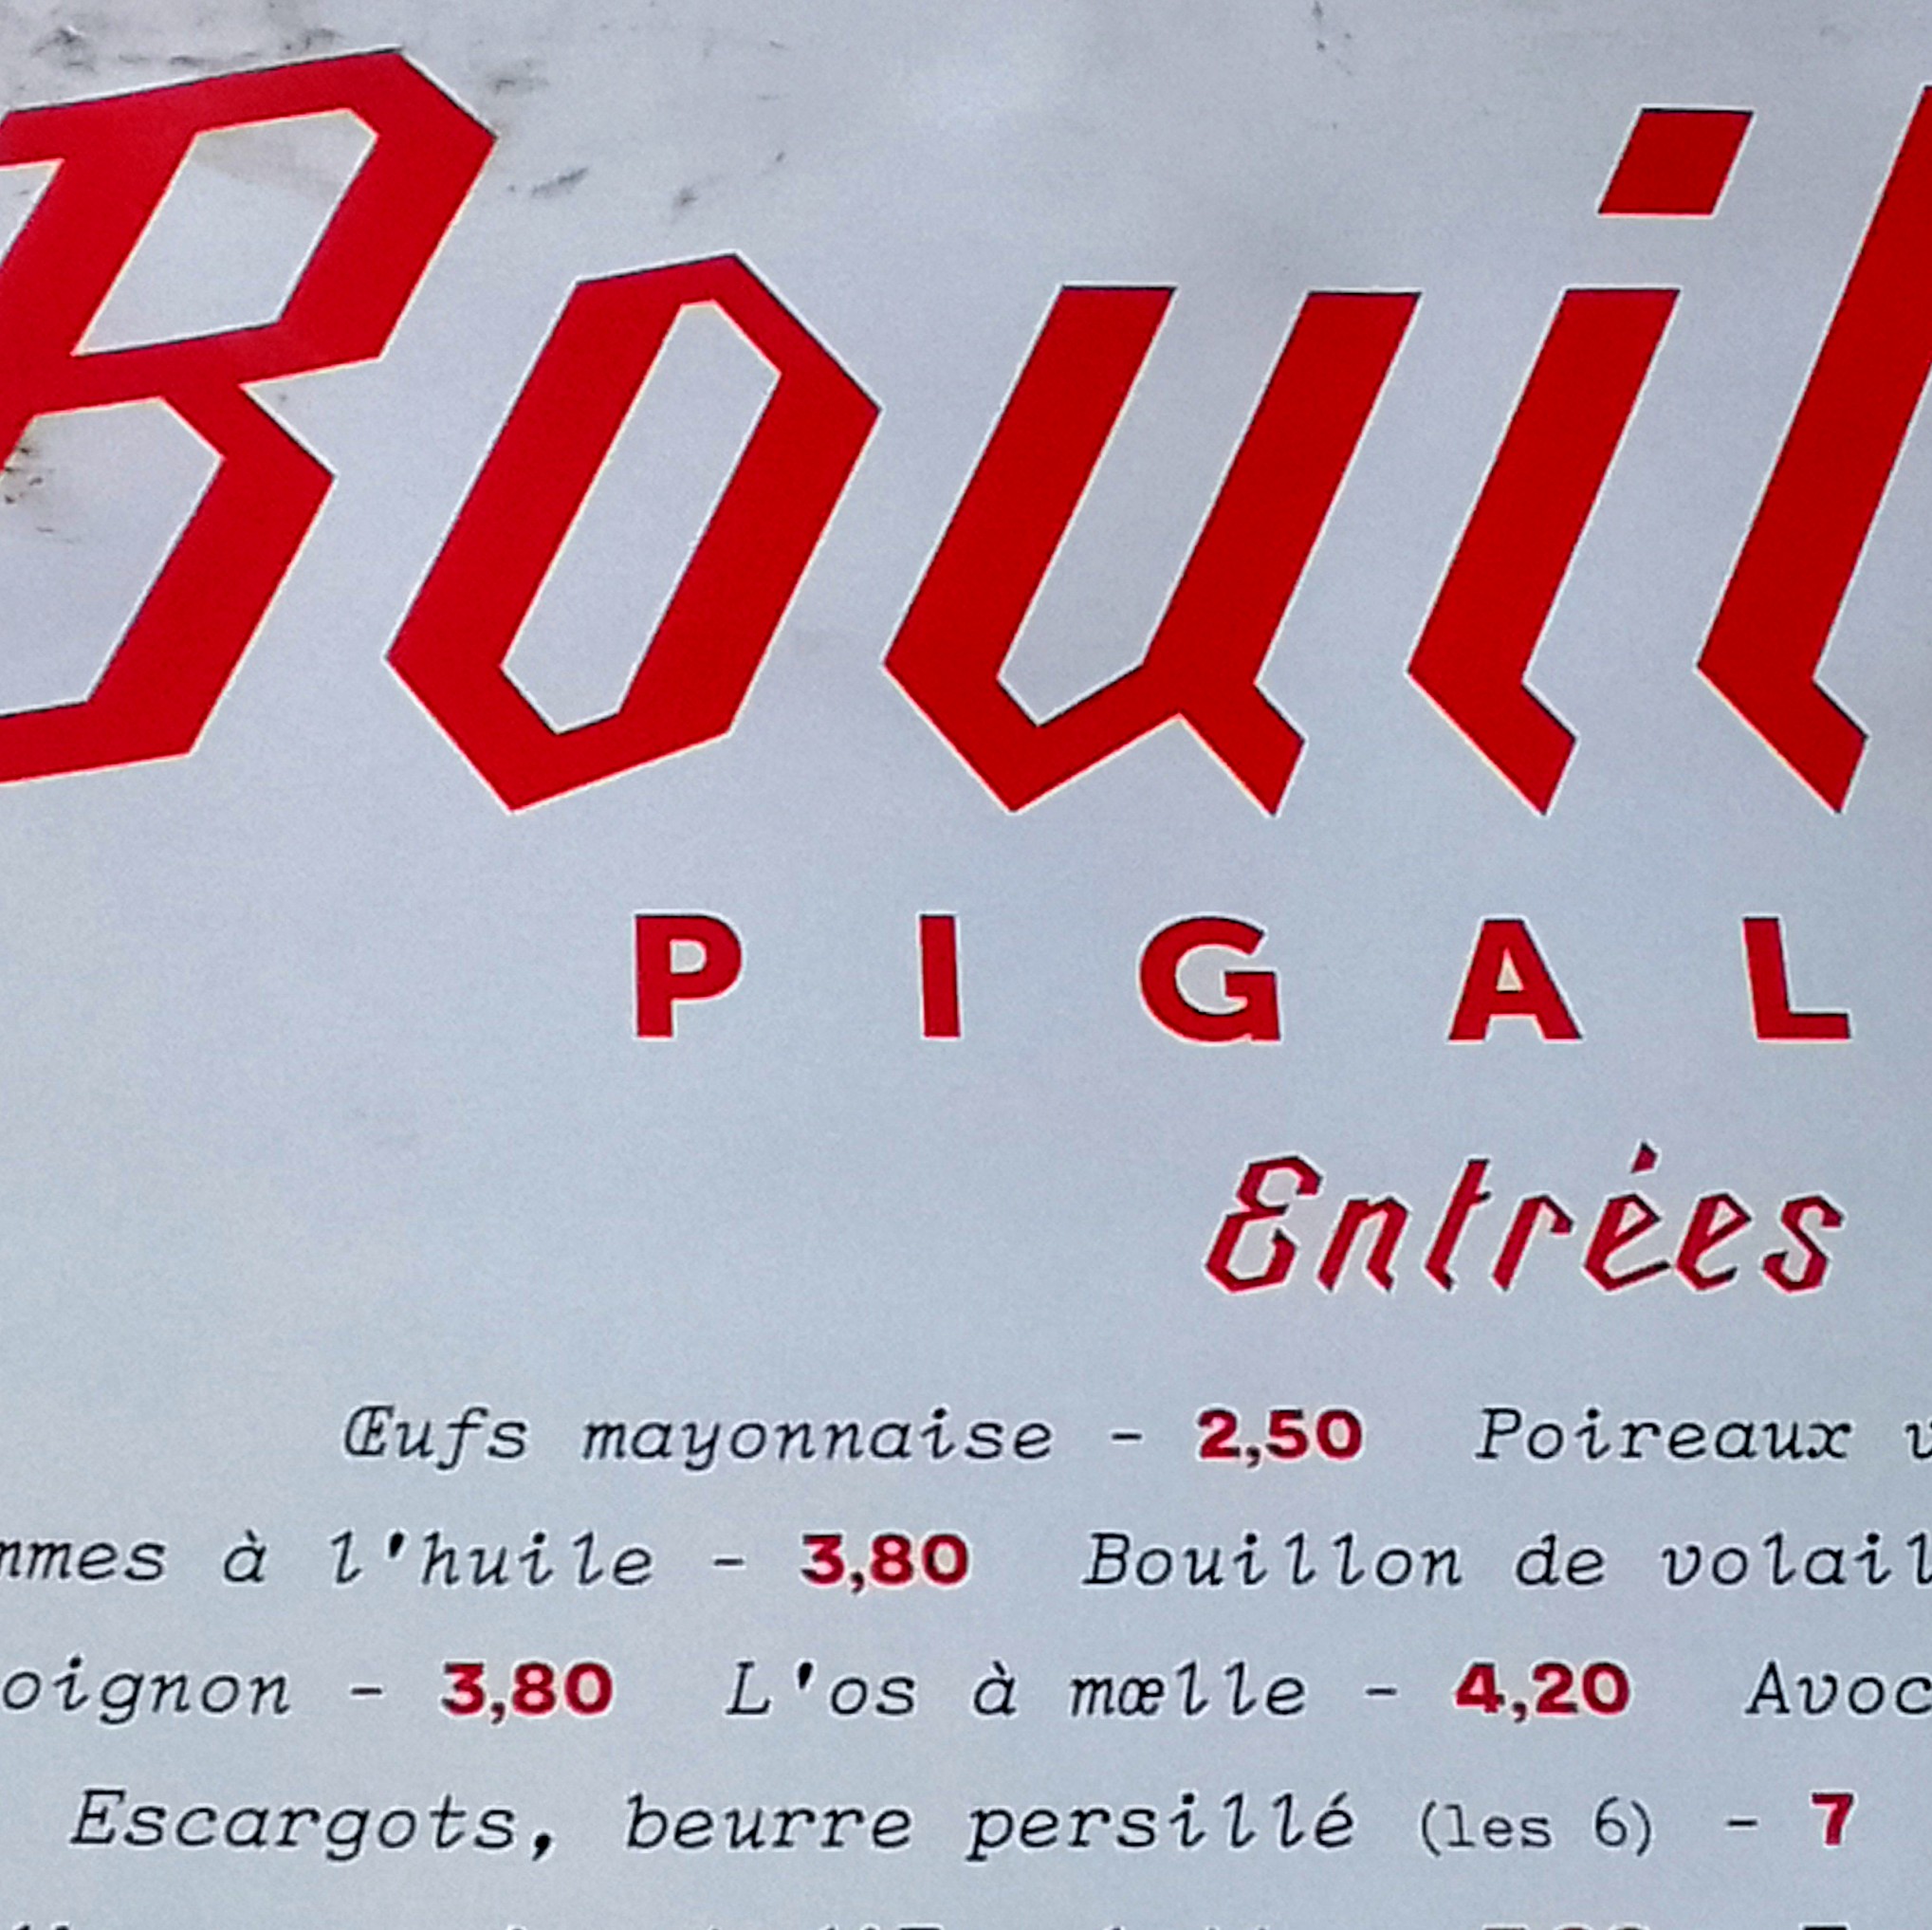 Bouil
PIGAL
Entrées
Œufs mayonnaise - 2,50 Poireaux v
mmes à l'huile - 3,80 Bouillon de volail
oignon - 3,80 L'os à mœlle - 4,20 Avoc
Escargots, beurre persillé (les 6) - 7